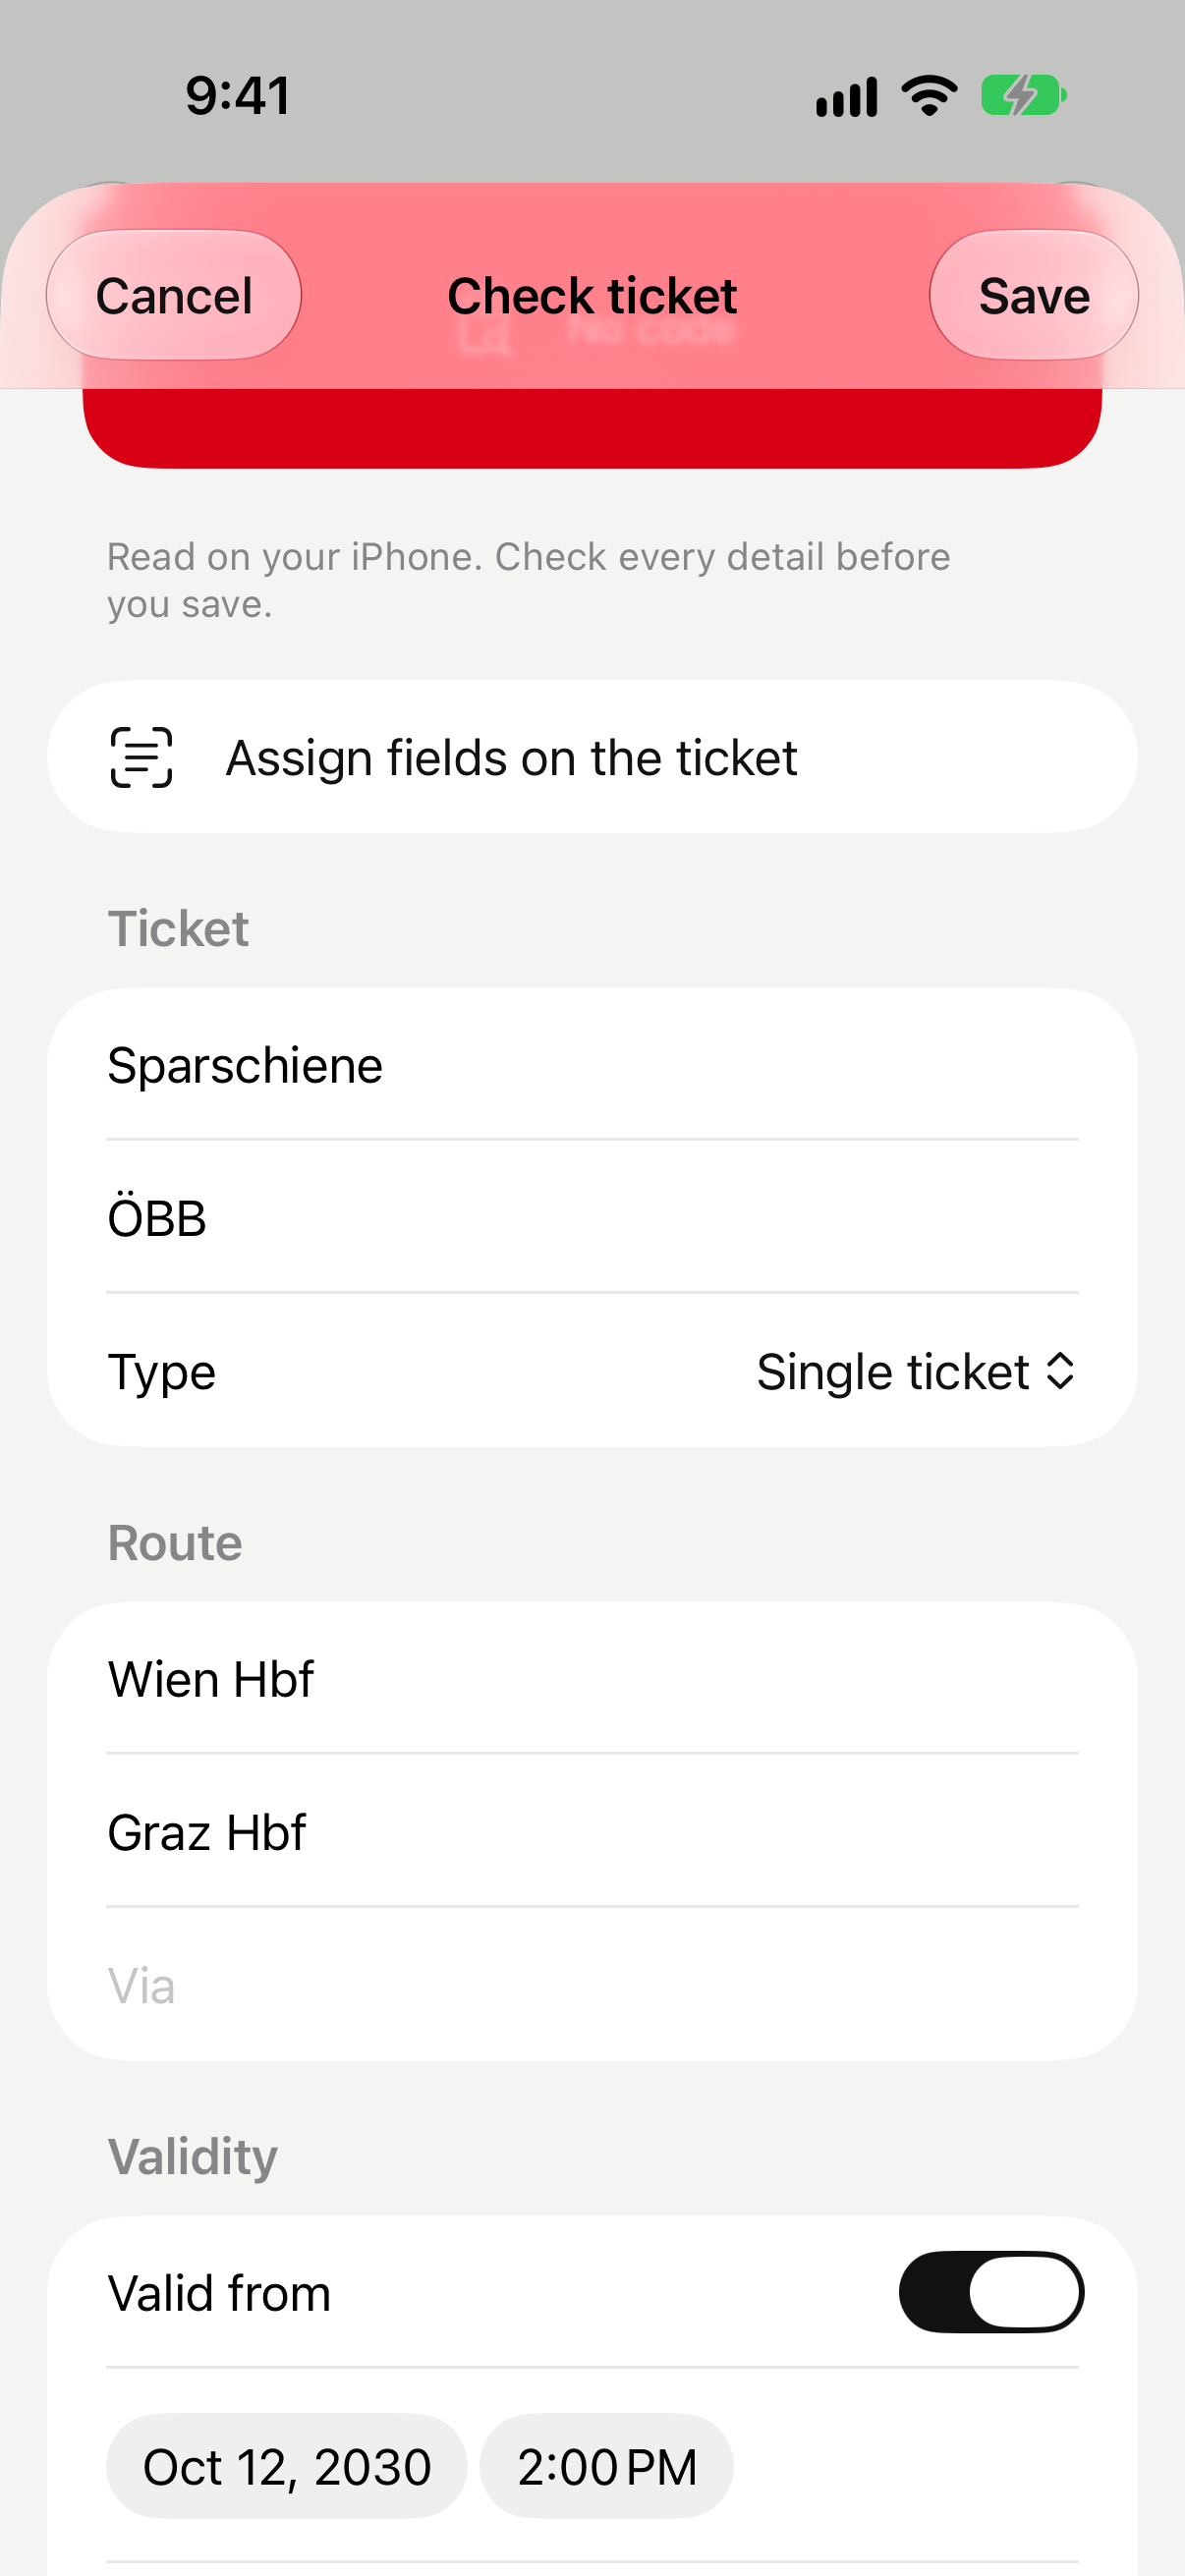 9:41
Cancel
Check ticket
Save
No code
Read on your iPhone. Check every detail before
you save.
Assign fields on the ticket
Ticket
Sparschiene
ÖBB
Type
Single ticket
Route
Wien Hbf
Graz Hbf
Via
Validity
Valid from
Oct 12, 2030
2:00 PM